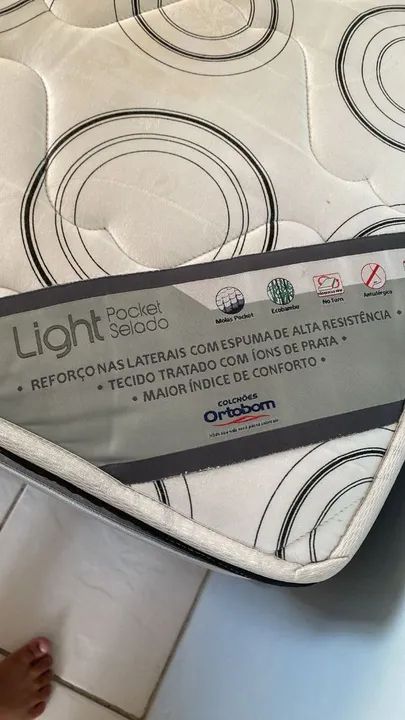 Light Pocket
Selado
Molas Pocket
Ecobambu
No Turn
Antialérgico
• REFORÇO NAS LATERAIS COM ESPUMA DE ALTA RESISTÊNCIA •
• TECIDO TRATADO COM ÍONS DE PRATA •
• MAIOR ÍNDICE DE CONFORTO •
COLCHÕES
Ortobom